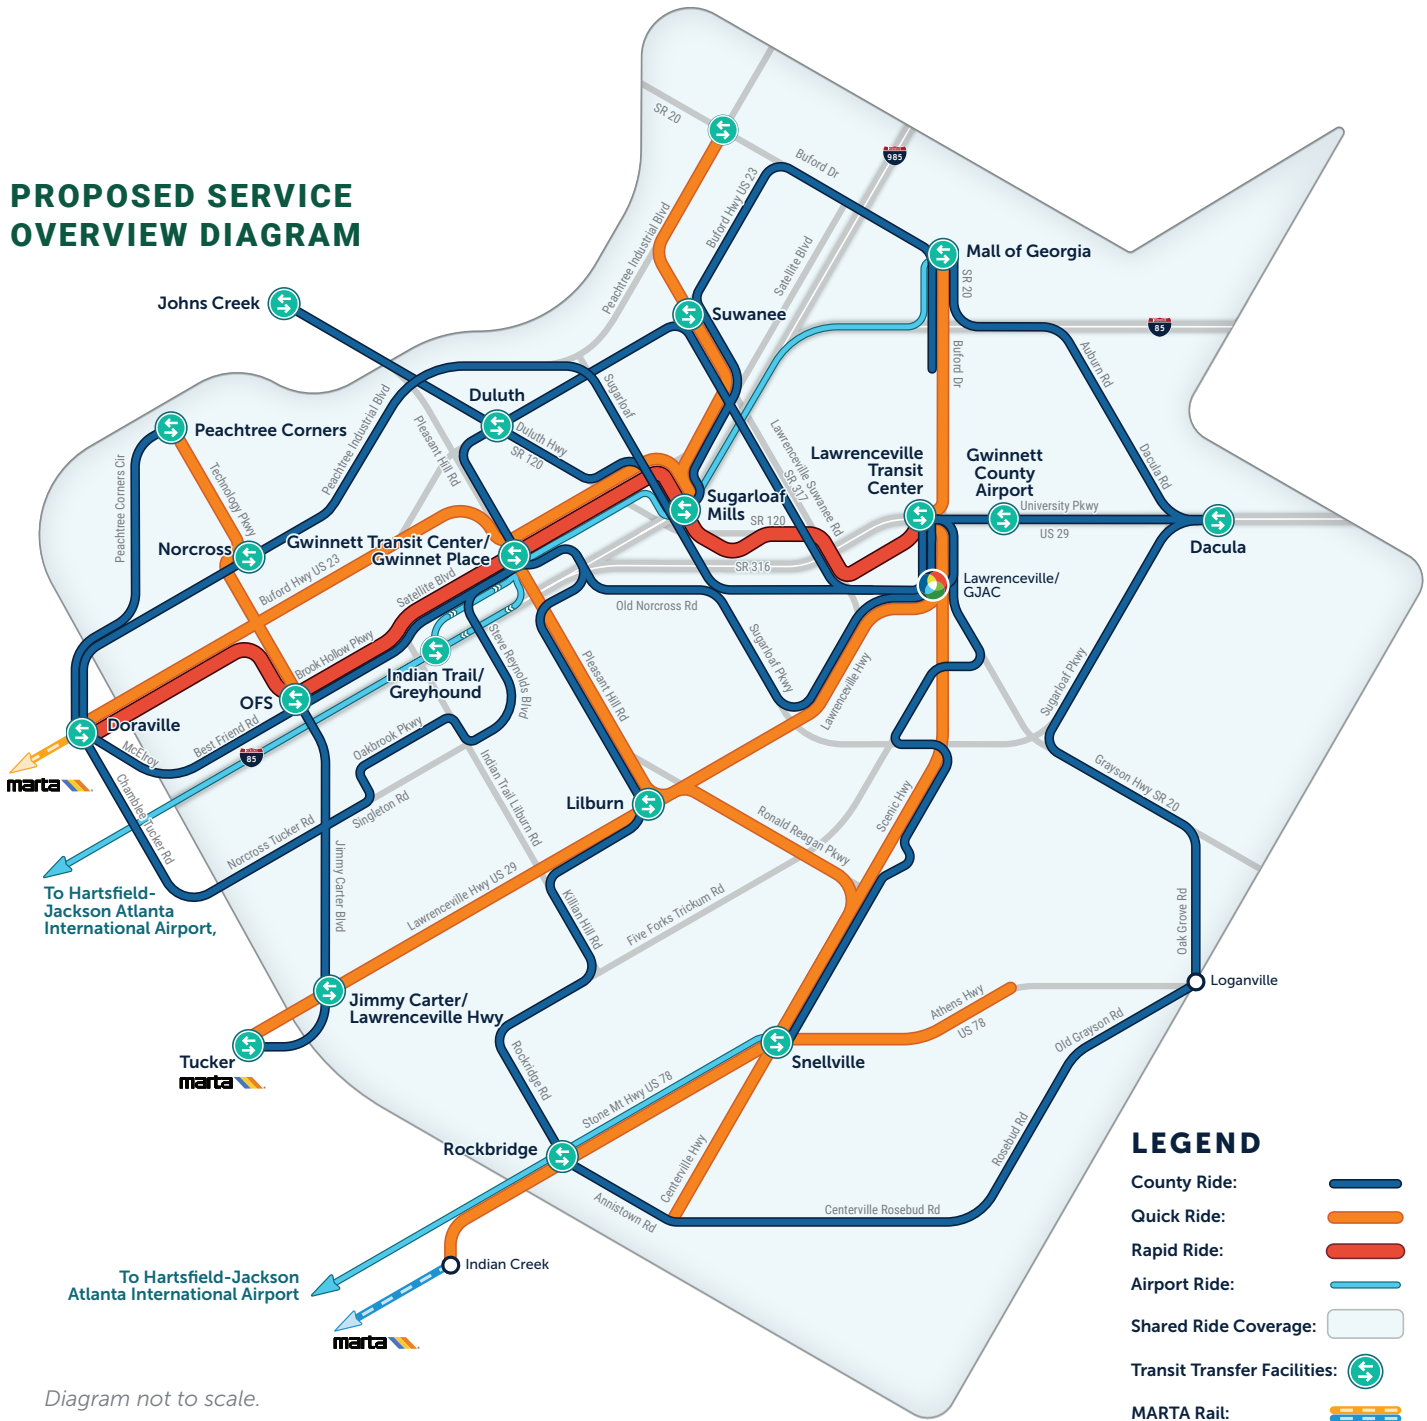 PROPOSED SERVICE
OVERVIEW DIAGRAM
SR 20
Buford Dr
985
Buford Hwy US 23
Peachtree Industrial Blvd
Satellite Blvd
Mall of Georgia
SR 20
85
Johns Creek
Suwanee
Buford Dr
Auburn Rd
Duluth
Sugarloaf
Peachtree Corners
Peachtree Industrial Blvd
Pleasant Hill Rd
Duluth Hwy
SR 120
Lawrenceville Suwanee Rd
SR 317
Lawrenceville
Transit
Center
Gwinnett
County
Airport
Dacula Rd
Peachtree Corners Cir
Technology Pkwy
Sugarloaf
Mills
SR 120
University Pkwy
US 29
Dacula
Norcross
Gwinnett Transit Center/
Gwinnet Place
Buford Hwy US 23
Satellite Blvd
SR 316
Lawrenceville/
GJAC
Old Norcross Rd
Brook Hollow Pkwy
Steve Reynolds Blvd
Pleasant Hill Rd
Sugarloaf Pkwy
Lawrenceville Hwy
Sugarloaf Pkwy
Indian Trail/
Greyhound
OFS
Doraville
McElroy
Best Friend Rd
85
Oakbrook Pkwy
marta
Chamblee Tucker Rd
Indian Trail Lilburn Rd
Grayson Hwy SR 20
Singleton Rd
Lilburn
Ronald Reagan Pkwy
Scenic Hwy
Norcross Tucker Rd
To Hartsfield-
Jackson Atlanta
International Airport,
Jimmy Carter Blvd
Lawrenceville Hwy US 29
Killian Hill Rd
Five Forks Trickum Rd
Oak Grove Rd
Loganville
Jimmy Carter/
Lawrenceville Hwy
Athens Hwy
US 78
Old Grayson Rd
Tucker
marta
Rockridge Rd
Stone Mt Hwy US 78
Snellville
Rockbridge
Centerville Hwy
Rosebud Rd
Annistown Rd
Centerville Rosebud Rd
Indian Creek
To Hartsfield-Jackson
Atlanta International Airport
marta
LEGEND
County Ride:
Quick Ride:
Rapid Ride:
Airport Ride:
Shared Ride Coverage:
Transit Transfer Facilities:
MARTA Rail:
Diagram not to scale.